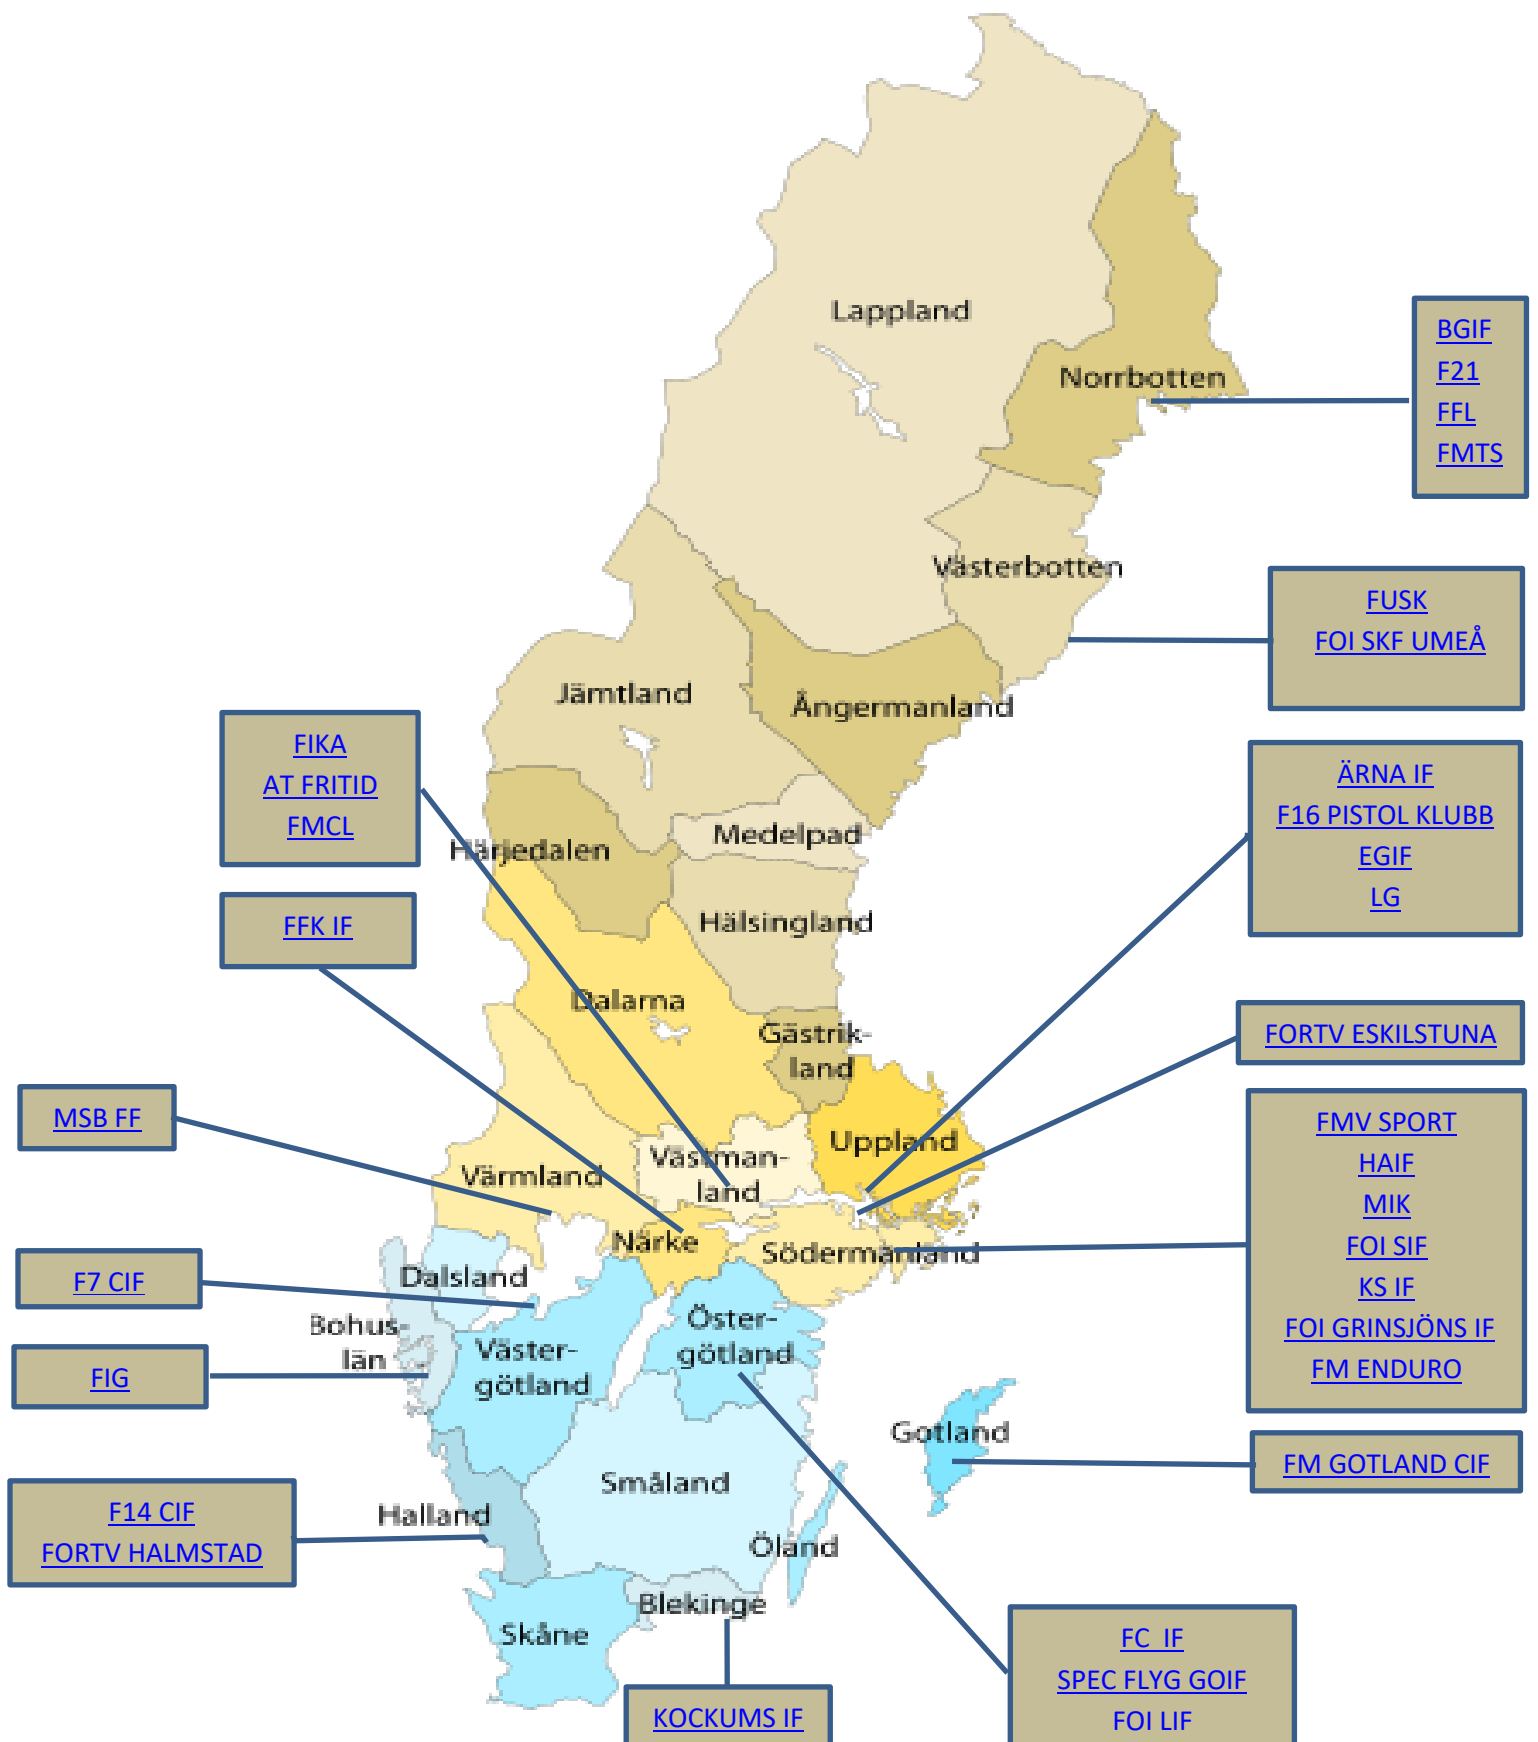 Lappland
Norrbotten
BGIF
F21
FFL
FMTS
Västerbotten
FUSK
FOI SKF UMEÅ
Jämtland
Ångermanland
FIKA
AT FRITID
FMCL
ÄRNA IF
F16 PISTOL KLUBB
EGIF
LG
Medelpad
Härjedalen
Hälsingland
FFK IF
Dalarna
Gästrik-
land
FORTV ESKILSTUNA
MSB FF
Uppland
Västman-
land
Värmland
FMV SPORT
HAIF
MIK
FOI SIF
KS IF
FOI GRINSJÖNS IF
FM ENDURO
Närke
Södermanland
F7 CIF
Dalsland
Bohus-
län
Öster-
götland
Väster-
götland
FIG
Gotland
FM GOTLAND CIF
Småland
Halland
F14 CIF
FORTV HALMSTAD
Öland
Blekinge
Skåne
FC  IF
SPEC FLYG GOIF
FOI LIF
KOCKUMS IF